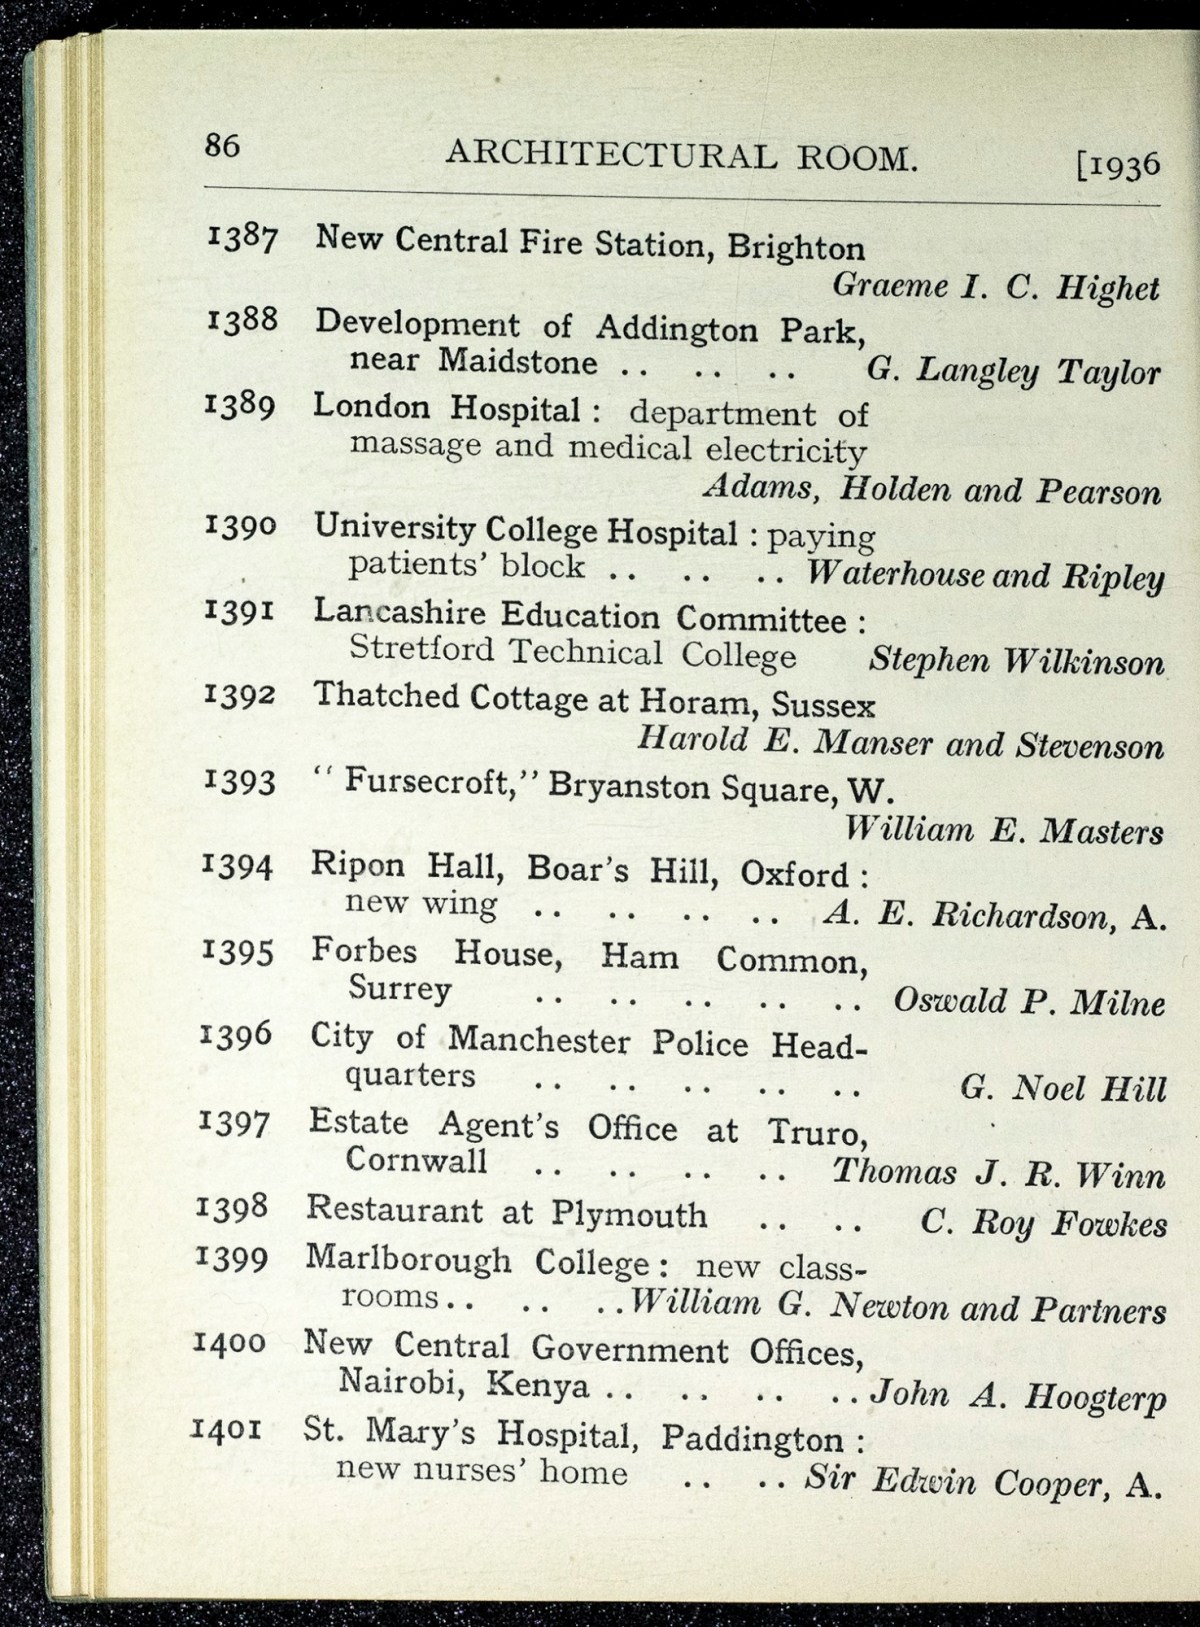 86 ARCHITECTURAL ROOM. [1936
1387 New Central Fire Station, Brighton
Graeme I. C. Highet
1388 Development of Addington Park,
near Maidstone .. .. .. G. Langley Taylor
1389 London Hospital : department of
massage and medical electricity
Adams, Holden and Pearson
1390 University College Hospital : paying
patients' block .. .. .. Waterhouse and Ripley
1391 Lancashire Education Committee :
Stretford Technical College Stephen Wilkinson
1392 Thatched Cottage at Horam, Sussex
Harold E. Manser and Stevenson
1393 “ Fursecroft,” Bryanston Square, W.
William E. Masters
1394 Ripon Hall, Boar's Hill, Oxford :
new wing .. .. .. .. A. E. Richardson, A.
1395 Forbes House, Ham Common,
Surrey .. .. .. .. .. Oswald P. Milne
1396 City of Manchester Police Head-
quarters .. .. .. .. .. G. Noel Hill
1397 Estate Agent's Office at Truro,
Cornwall .. .. .. .. Thomas J. R. Winn
1398 Restaurant at Plymouth .. .. C. Roy Fowkes
1399 Marlborough College : new class-
rooms .. .. .. William G. Newton and Partners
1400 New Central Government Offices,
Nairobi, Kenya .. .. .. .. John A. Hoogterp
1401 St. Mary's Hospital, Paddington :
new nurses' home .. .. Sir Edwin Cooper, A.